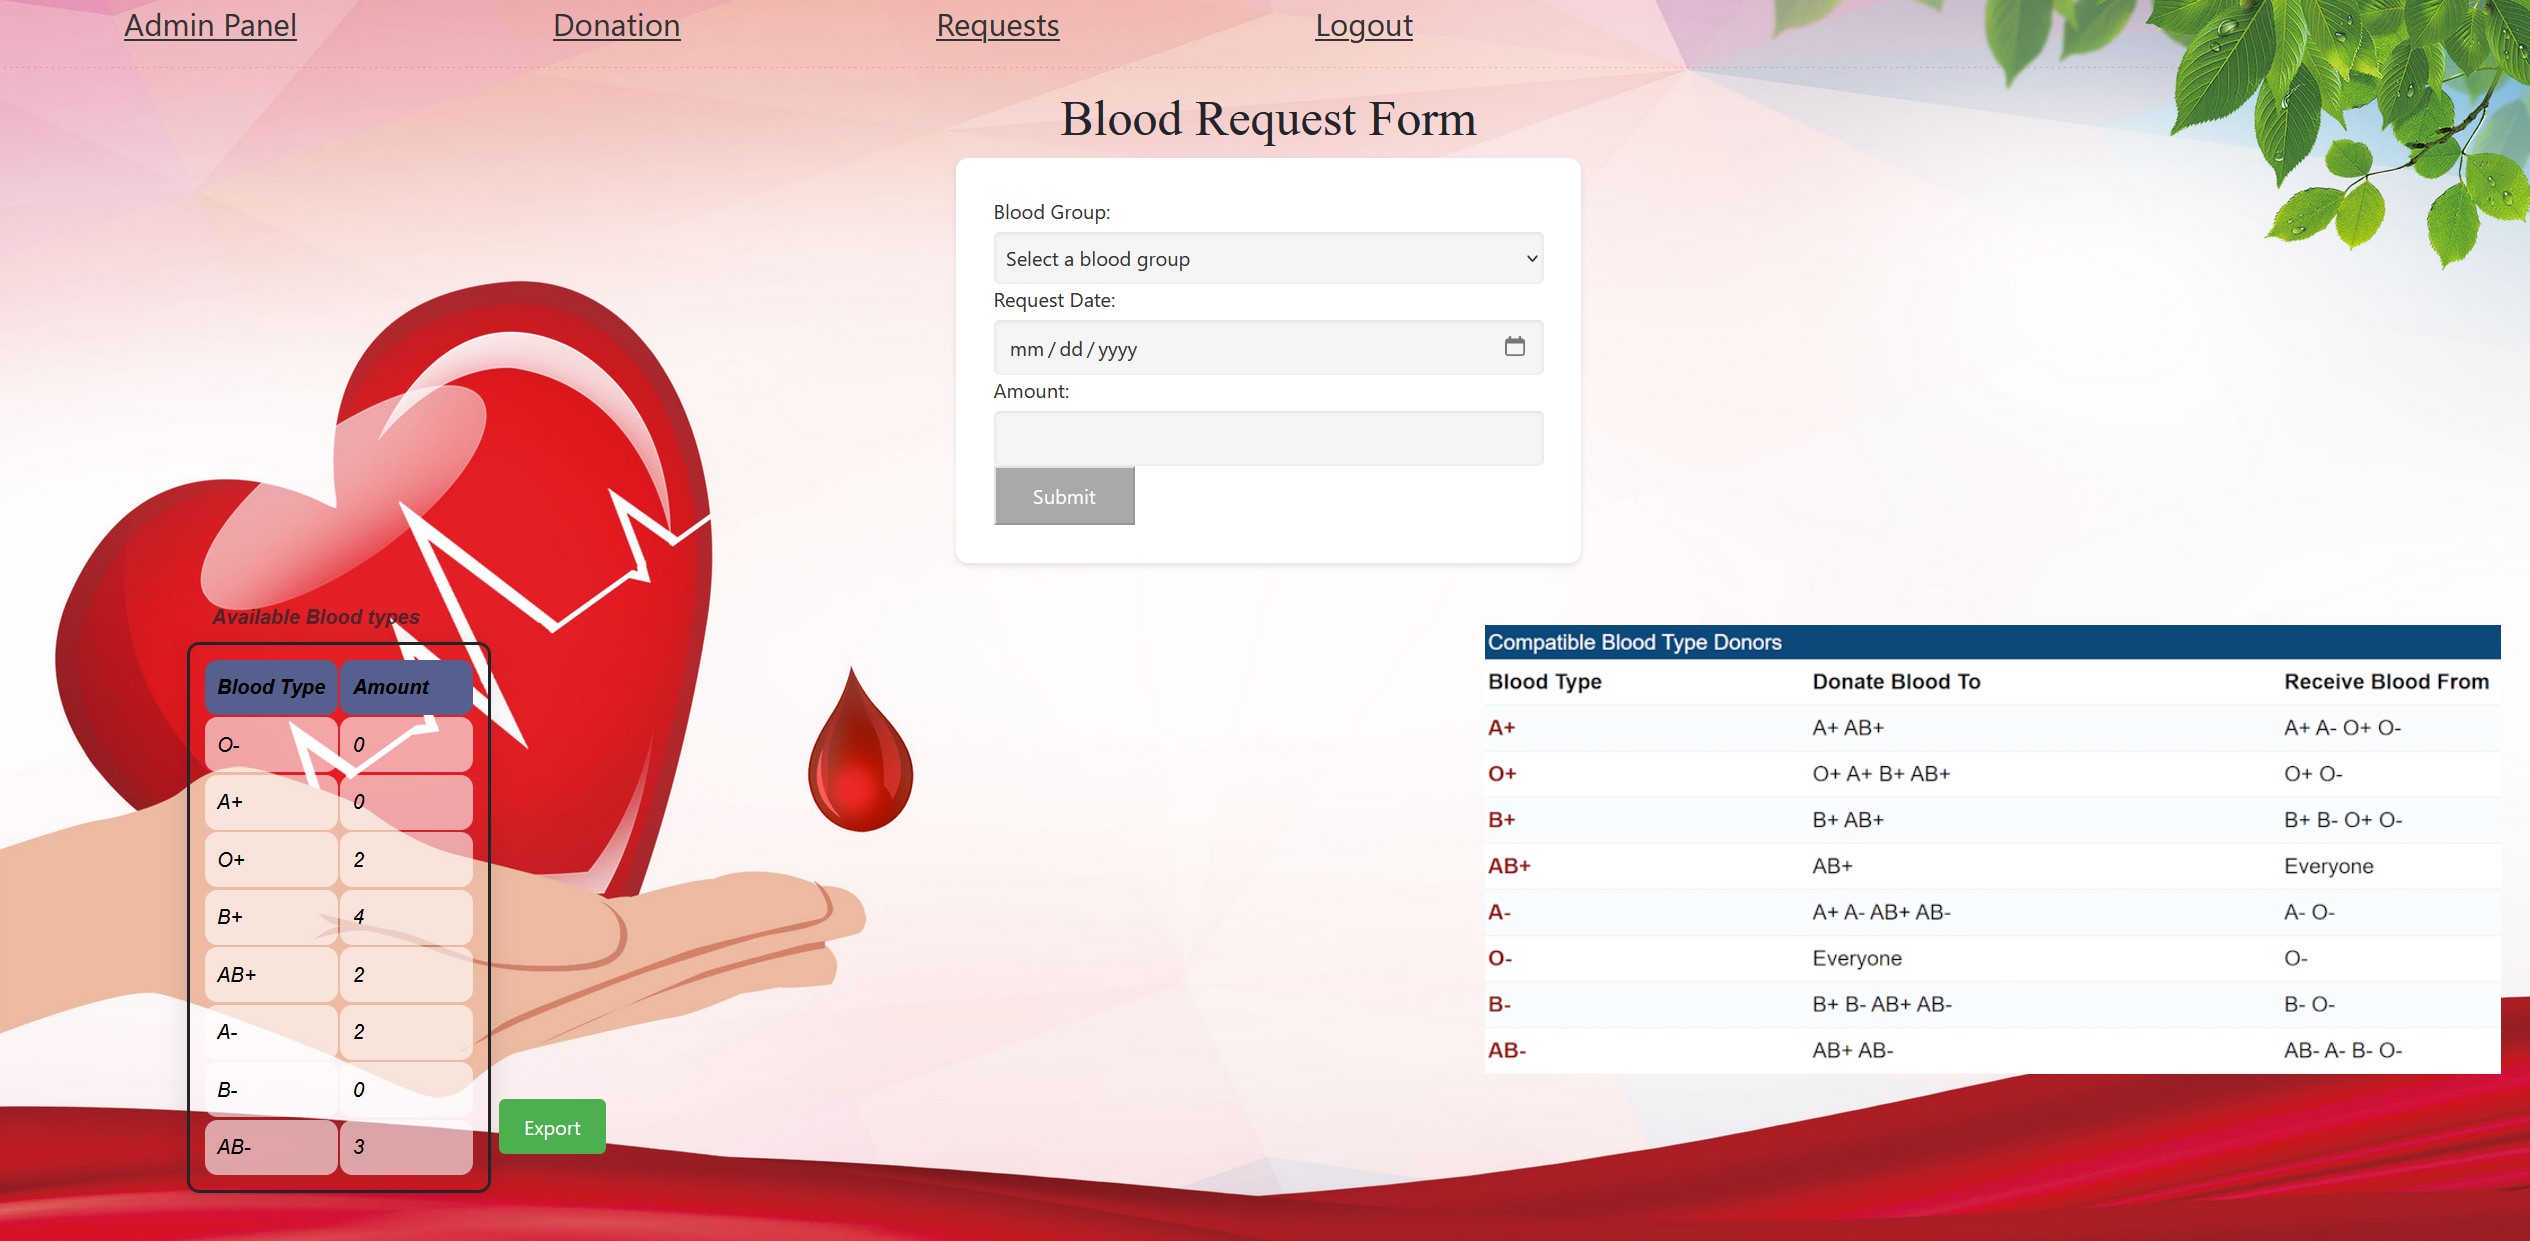 Admin Panel Donation Requests Logout
Blood Request Form
Blood Group:
Select a blood group
Request Date:
mm/dd/yyyy
Amount:
Submit
Available Blood types
Blood Type Amount
O- 0
A+ 0
O+ 2
B+ 4
AB+ 2
A- 2
B- 0
AB- 3
Export
Compatible Blood Type Donors
Blood Type Donate Blood To Receive Blood From
A+ A+ AB+ A+ A- O+ O-
O+ O+ A+ B+ AB+ O+ O-
B+ B+ AB+ B+ B- O+ O-
AB+ AB+ Everyone
A- A+ A- AB+ AB- A- O-
O- Everyone O-
B- B+ B- AB+ AB- B- O-
AB- AB+ AB- AB- A- B- O-